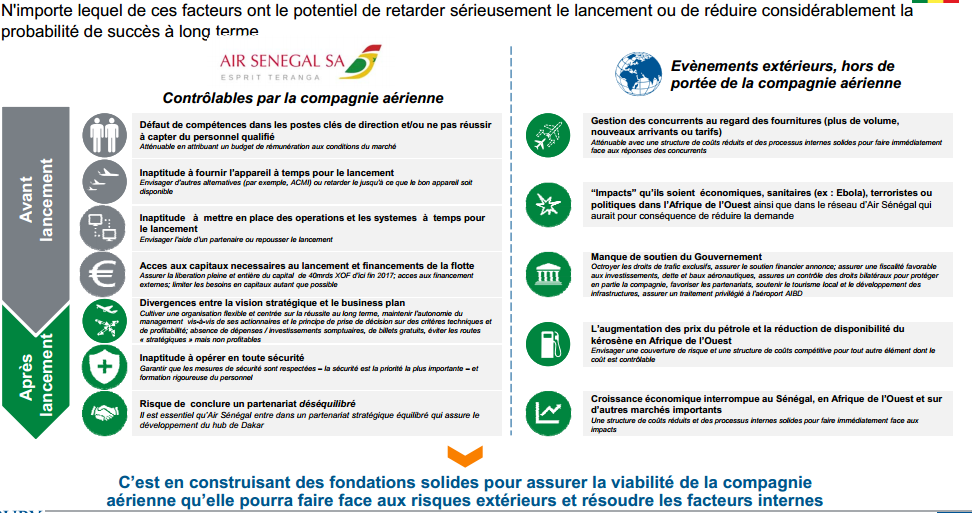 N'importe lequel de ces facteurs ont le potentiel de retarder sérieusement le lancement ou de réduire considérablement la
probabilité de succès à long terme
AIR SENEGAL SA
ESPRIT TERANGA
Contrôlables par la compagnie aérienne
Avant
lancement
Défaut de compétences dans les postes clés de direction et/ou ne pas réussir
à capter du personnel qualifié
Atténuable en attribuant un budget de rémunération aux conditions du marché
Inaptitude à fournir l'appareil à temps pour le lancement
Envisager d'autres alternatives (par exemple, ACMI) ou retarder le jusqu'à ce que le bon appareil soit
disponible
Inaptitude à mettre en place des operations et les systemes à temps pour
le lancement
Envisager l'aide d'un partenaire ou repousser le lancement
Acces aux capitaux necessaires au lancement et financements de la flotte
Assurer la liberation pleine et entière du capital de 40mrds XOF d'ici fin 2017; acces aux financement
externes; limiter les besoins en capitaux autant que possible
Après
lancement
Divergences entre la vision stratégique et le business plan
Cultiver une organisation flexible et centrée sur la réussite au long terme, maintenir l'autonomie du
management vis-à-vis de ses actionnaires et le principe de prise de décision sur des critères techniques et
de profitabilité; absence de dépenses / investissements somptuaires, de billets gratuits, éviter les routes
« stratégiques » mais non profitables
Inaptitude à opérer en toute sécurité
Garantir que les mesures de sécurité sont respectées – la sécurité est la priorité la plus importante – et
formation rigoureuse du personnel
Risque de conclure un partenariat déséquilibré
Il est essentiel qu'Air Sénégal entre dans un partenariat stratégique équilibré qui assure le
développement du hub de Dakar
Evènements extérieurs, hors de
portée de la compagnie aérienne
Gestion des concurrents au regard des fournitures (plus de volume,
nouveaux arrivants ou tarifs)
Atténuable avec une structure de coûts réduits et des processus internes solides pour faire immédiatement
face aux réponses des concurrents
“Impacts” qu'ils soient économiques, sanitaires (ex : Ebola), terroristes ou
politiques dans l'Afrique de l'Ouest ainsi que dans le réseau d'Air Sénégal qui
aurait pour conséquence de réduire la demande
Manque de soutien du Gouvernement
Octroyer les droits de trafic exclusifs, assurer le soutien financier annonce; assurer une fiscalité favorable
aux investissements, dette et baux aéronautiques, assures un contrôle des droits bilatéraux pour protéger
en partie la compagnie, favoriser les partenariats, soutenir le tourisme local et le développement des
infrastructures, assurer un traitement privilégié à l'aéroport AIBD
L'augmentation des prix du pétrole et la réduction de disponibilité du
kérosène en Afrique de l'Ouest
Envisager une couverture de risque et une structure de coûts compétitive pour tout autre élément dont le
coût est contrôlable
Croissance économique interrompue au Sénégal, en Afrique de l'Ouest et sur
d'autres marchés importants
Une structure de coûts réduits et des processus internes solides pour faire immédiatement face aux
impacts
C'est en construisant des fondations solides pour assurer la viabilité de la compagnie
aérienne qu'elle pourra faire face aux risques extérieurs et résoudre les facteurs internes